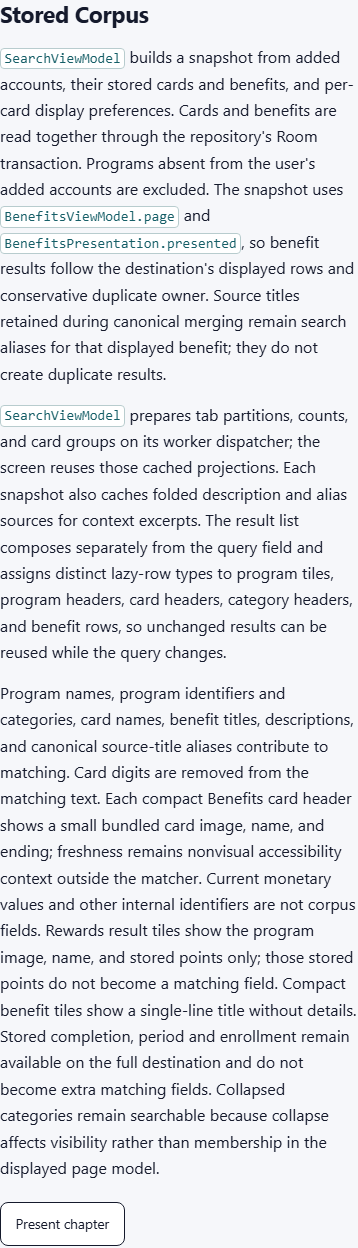 Stored Corpus
SearchViewModel builds a snapshot from added
accounts, their stored cards and benefits, and per-
card display preferences. Cards and benefits are
read together through the repository's Room
transaction. Programs absent from the user's
added accounts are excluded. The snapshot uses
BenefitsViewModel.page and
BenefitsPresentation.presented, so benefit
results follow the destination's displayed rows and
conservative duplicate owner. Source titles
retained during canonical merging remain search
aliases for that displayed benefit; they do not
create duplicate results.
SearchViewModel prepares tab partitions, counts,
and card groups on its worker dispatcher; the
screen reuses those cached projections. Each
snapshot also caches folded description and alias
sources for context excerpts. The result list
composes separately from the query field and
assigns distinct lazy-row types to program tiles,
program headers, card headers, category headers,
and benefit rows, so unchanged results can be
reused while the query changes.
Program names, program identifiers and
categories, card names, benefit titles, descriptions,
and canonical source-title aliases contribute to
matching. Card digits are removed from the
matching text. Each compact Benefits card header
shows a small bundled card image, name, and
ending; freshness remains nonvisual accessibility
context outside the matcher. Current monetary
values and other internal identifiers are not corpus
fields. Rewards result tiles show the program
image, name, and stored points only; those stored
points do not become a matching field. Compact
benefit tiles show a single-line title without details.
Stored completion, period and enrollment remain
available on the full destination and do not
become extra matching fields. Collapsed
categories remain searchable because collapse
affects visibility rather than membership in the
displayed page model.
Present chapter